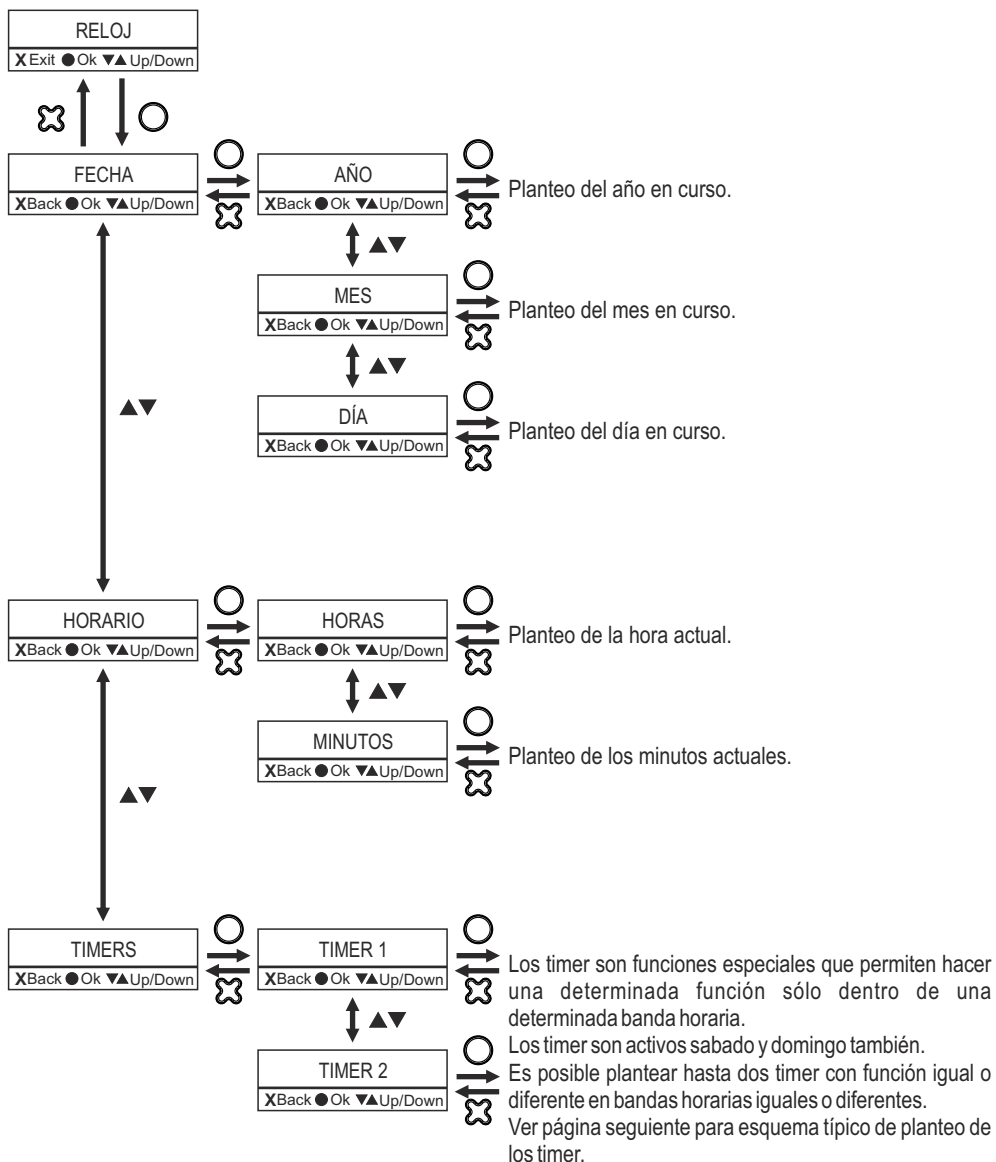 RELOJ
X Exit ● Ok ▼▲ Up/Down
FECHA
XBack ● Ok ▼▲ Up/Down
AÑO
XBack ● Ok ▼▲ Up/Down
Planteo del año en curso.
▲▼
MES
XBack ● Ok ▼▲ Up/Down
Planteo del mes en curso.
▲▼
DÍA
XBack ● Ok ▼▲ Up/Down
Planteo del día en curso.
▲▼
HORARIO
XBack ● Ok ▼▲ Up/Down
HORAS
XBack ● Ok ▼▲ Up/Down
Planteo de la hora actual.
▲▼
MINUTOS
XBack ● Ok ▼▲ Up/Down
Planteo de los minutos actuales.
▲▼
TIMERS
XBack ● Ok ▼▲ Up/Down
TIMER 1
XBack ● Ok ▼▲ Up/Down
▲▼
TIMER 2
XBack ● Ok ▼▲ Up/Down
Los timer son funciones especiales que permiten hacer
una determinada función sólo dentro de una
determinada banda horaria.
Los timer son activos sabado y domingo también.
Es posible plantear hasta dos timer con función igual o
diferente en bandas horarias iguales o diferentes.
Ver página seguiente para esquema típico de planteo de
los timer.